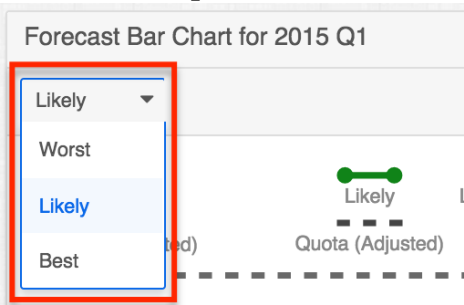 Forecast Bar Chart for 2015 Q1
Likely
Worst
Likely
Best
Likely
Quota (Adjusted)